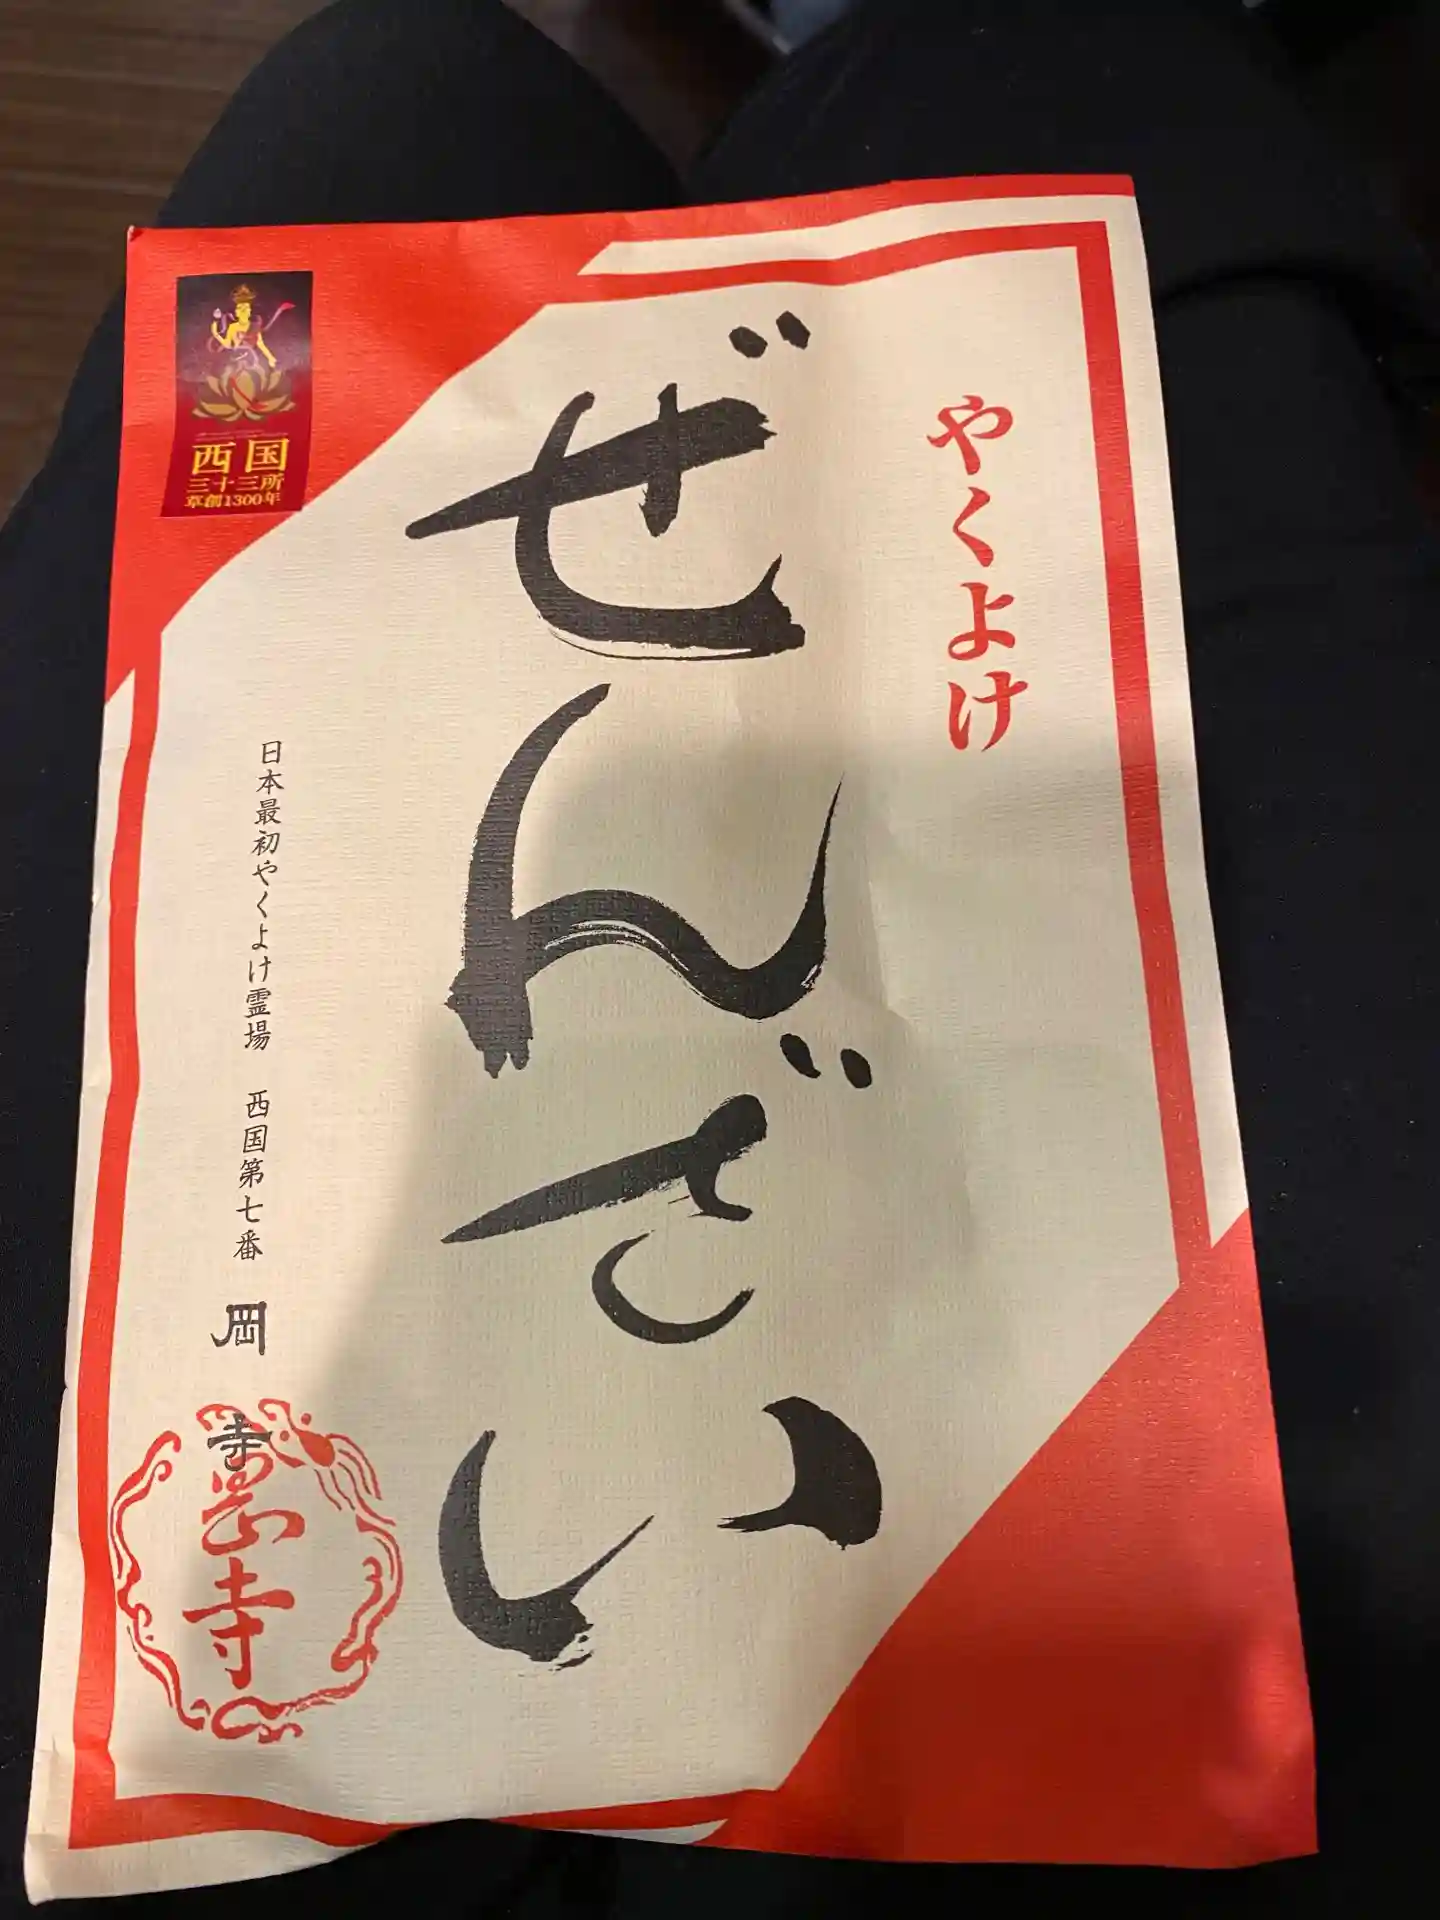 やくよけ
ぜんざい
日本最初やくよけ霊場 西国第七番 岡寺
西国
三十三所
草創1300年